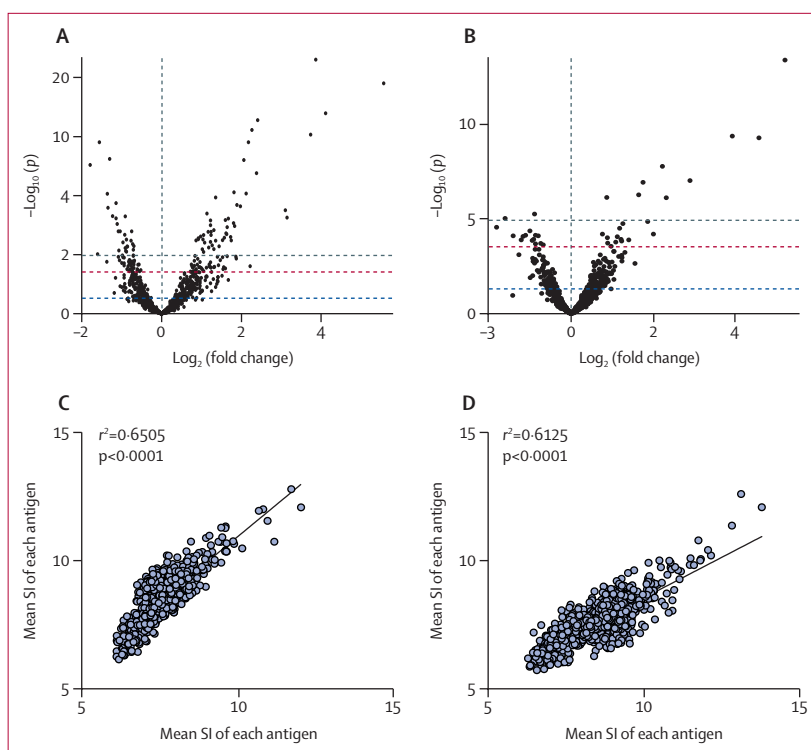 A
20
10
4
2
0
−Log₁₀ (p)
−2
0
2
4
Log₂ (fold change)
B
10
5
0
−Log₁₀ (p)
−3
0
2
4
Log₂ (fold change)
C
r²=0·6505
p<0·0001
15
10
5
Mean SI of each antigen
5
10
15
Mean SI of each antigen
D
r²=0·6125
p<0·0001
15
10
5
Mean SI of each antigen
5
10
15
Mean SI of each antigen